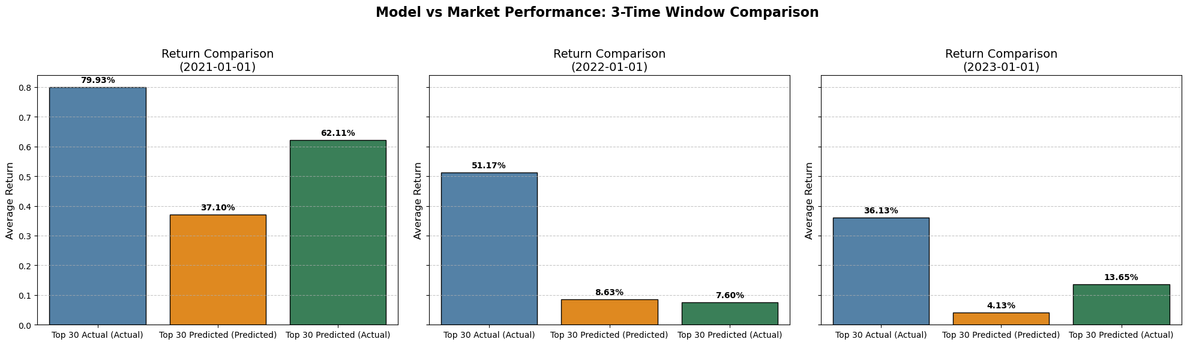 Model vs Market Performance: 3-Time Window Comparison
Return Comparison
(2021-01-01)
Average Return
0.8
0.7
0.6
0.5
0.4
0.3
0.2
0.1
0.0
79.93%
37.10%
62.11%
Top 30 Actual (Actual)
Top 30 Predicted (Predicted)
Top 30 Predicted (Actual)
Return Comparison
(2022-01-01)
Average Return
51.17%
8.63%
7.60%
Top 30 Actual (Actual)
Top 30 Predicted (Predicted)
Top 30 Predicted (Actual)
Return Comparison
(2023-01-01)
Average Return
36.13%
4.13%
13.65%
Top 30 Actual (Actual)
Top 30 Predicted (Predicted)
Top 30 Predicted (Actual)